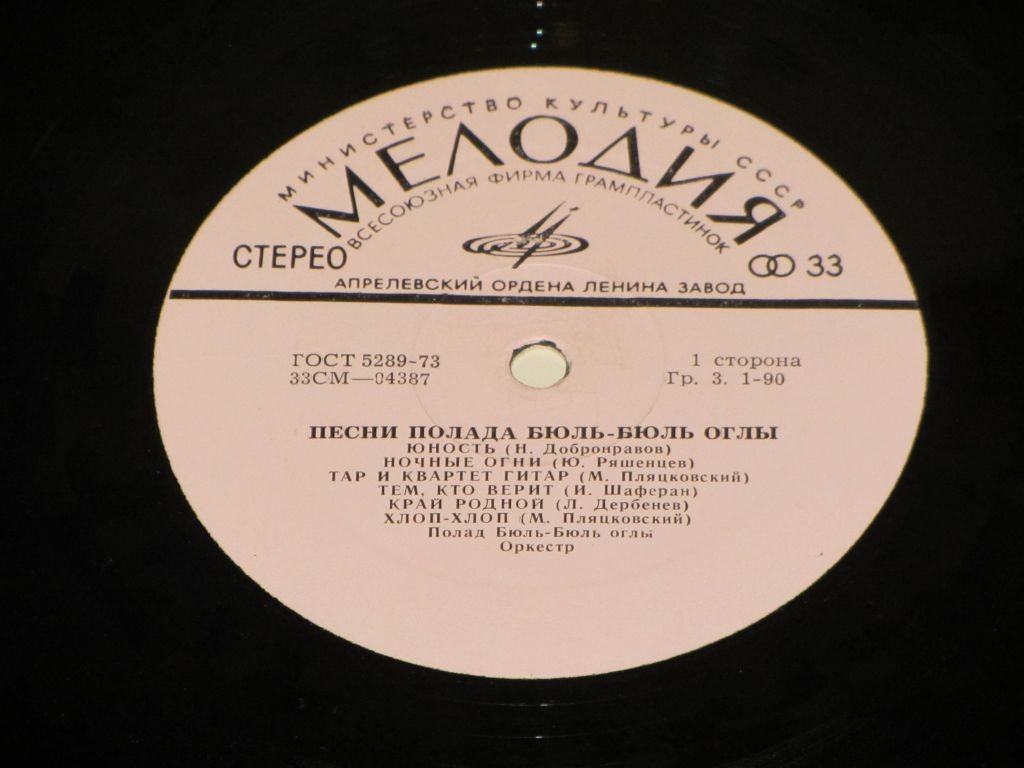 МИНИСТЕРСТВО КУЛЬТУРЫ СССР
МЕЛОДИЯ
ВСЕСОЮЗНАЯ ФИРМА ГРАМПЛАСТИНОК
СТЕРЕО
33
АПРЕЛЕВСКИЙ ОРДЕНА ЛЕНИНА ЗАВОД
ГОСТ 5289-73
33СМ—04387
1 сторона
Гр. 3. 1-90
ПЕСНИ ПОЛАДА БЮЛЬ-БЮЛЬ ОГЛЫ
ЮНОСТЬ (Н. Добронравов)
НОЧНЫЕ ОГНИ (Ю. Ряшенцев)
ТАР И КВАРТЕТ ГИТАР (М. Пляцковский)
ТЕМ, КТО ВЕРИТ (И. Шаферан)
КРАЙ РОДНОЙ (Л. Дербенев)
ХЛОП-ХЛОП (М. Пляцковский)
Полад Бюль-Бюль оглы
Оркестр